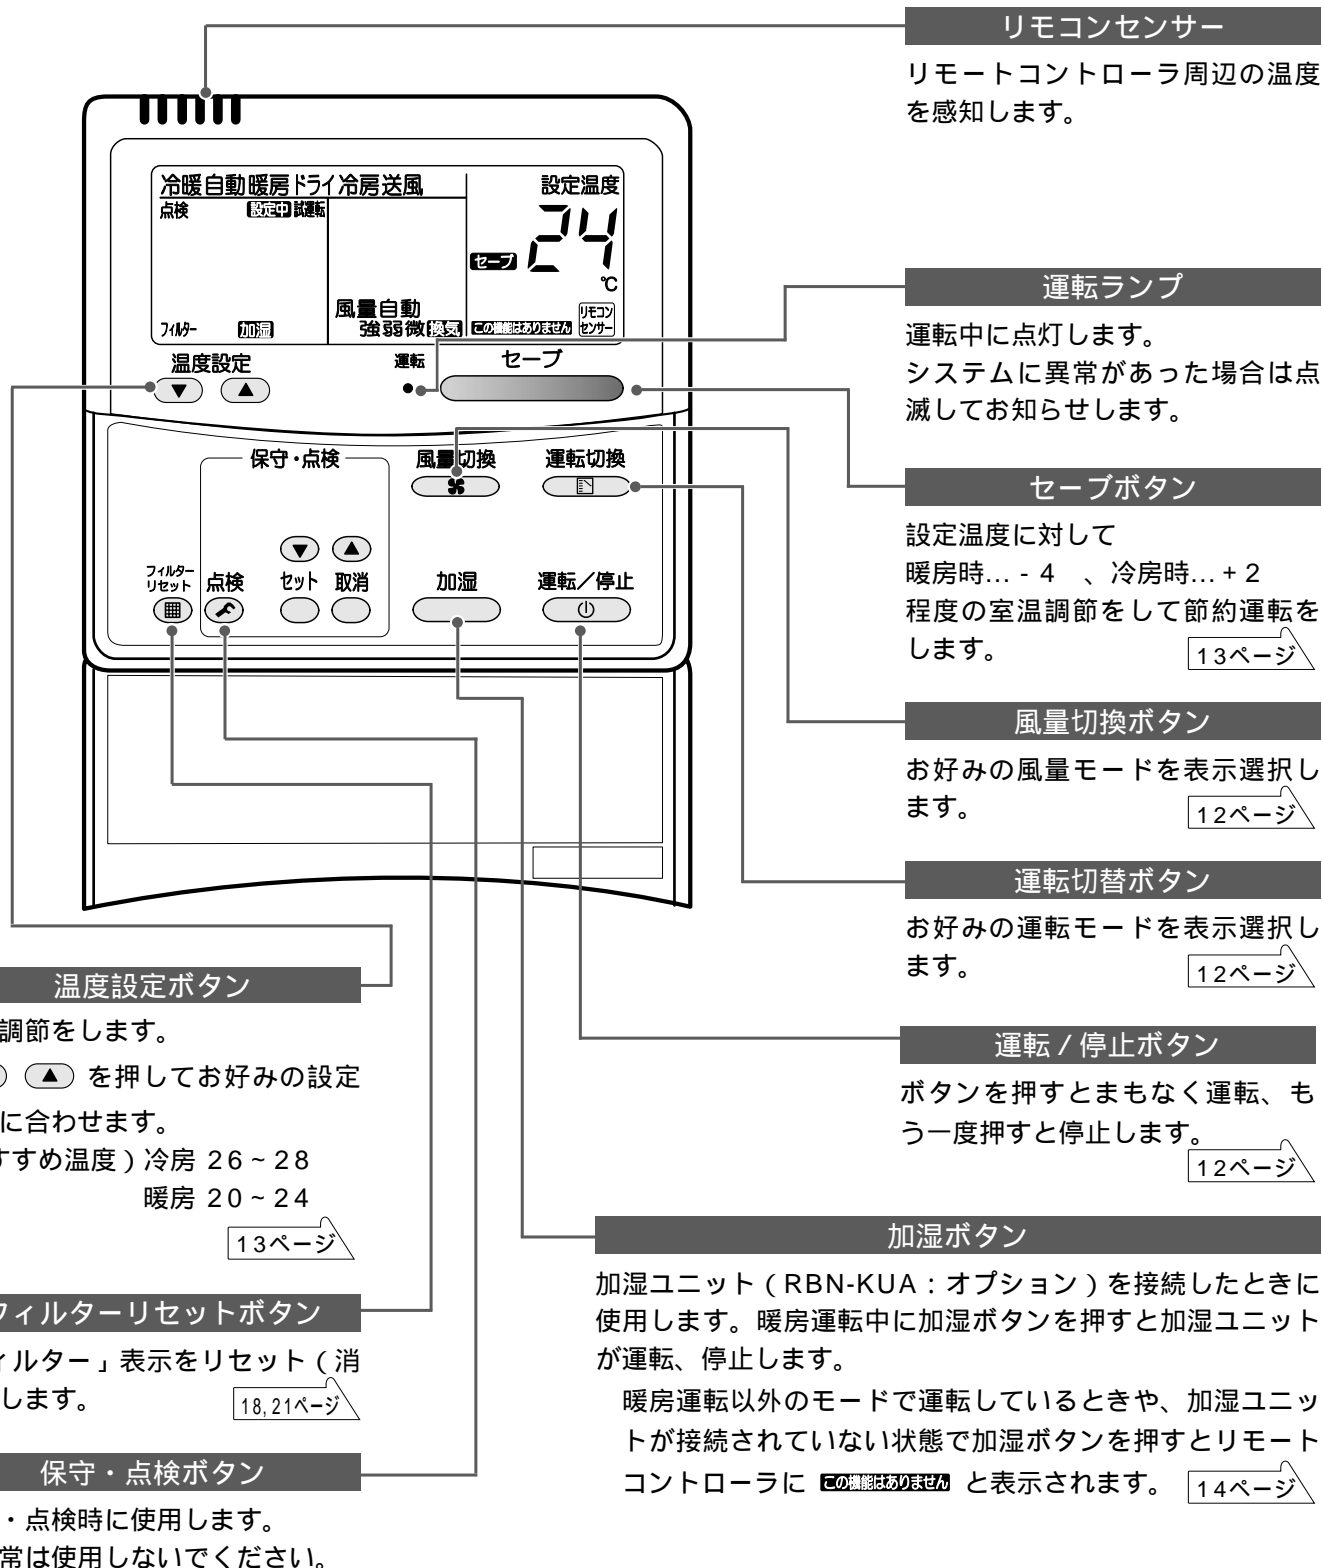 リモコンセンサー
リモートコントローラ周辺の温度
を感知します。
冷暖自動暖房ドライ冷房送風
設定温度
点検
設定中 試運転
24
セーブ
℃
風量自動
強弱微 換気
フィルター
加湿
この機能はありません
リモコン
センサー
温度設定
運転
セーブ
運転ランプ
運転中に点灯します。
システムに異常があった場合は点
滅してお知らせします。
保守・点検
風量切換
運転切換
フィルター
リセット
点検
セット
取消
加湿
運転／停止
セーブボタン
設定温度に対して
暖房時… - 4 、冷房時… + 2
程度の室温調節をして節約運転を
します。
13ページ
風量切換ボタン
お好みの風量モードを表示選択し
ます。
12ページ
運転切替ボタン
お好みの運転モードを表示選択し
ます。
12ページ
運転 / 停止ボタン
ボタンを押すとまもなく運転、も
う一度押すと停止します。
12ページ
温度設定ボタン
調節をします。
▲ を押してお好みの設定
に合わせます。
すすめ温度）冷房 26 ~ 28
暖房 20 ~ 24
13ページ
フィルターリセットボタン
ィルター」表示をリセット（消
します。
18,21ページ
保守・点検ボタン
・点検時に使用します。
常は使用しないでください。
加湿ボタン
加湿ユニット（RBN-KUA：オプション）を接続したときに
使用します。暖房運転中に加湿ボタンを押すと加湿ユニット
が運転、停止します。
暖房運転以外のモードで運転しているときや、加湿ユニッ
トが接続されていない状態で加湿ボタンを押すとリモート
コントローラに この機能はありません と表示されます。
14ページ